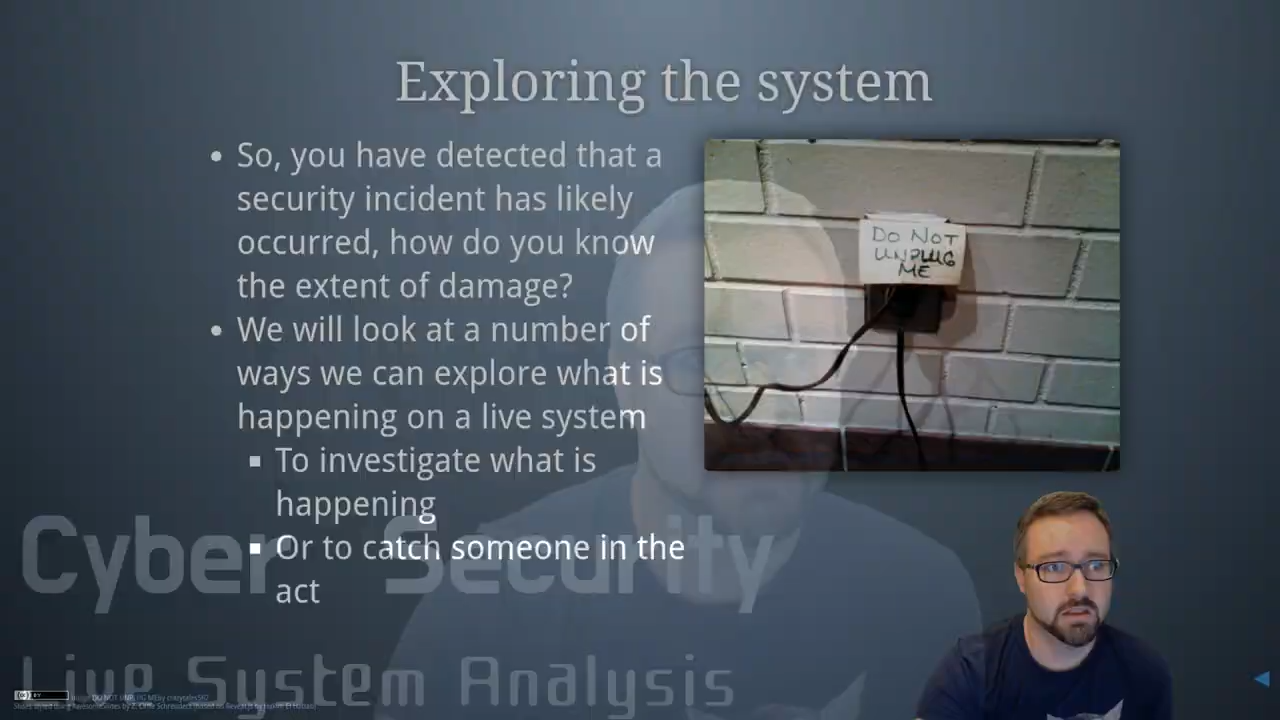 Exploring the system
So, you have detected that a
security incident has likely
occurred, how do you know
the extent of damage?
We will look at a number of
ways we can explore what is
happening on a live system
To investigate what is
happening
Or to catch someone in the
act
DO NOT
UNPLUG
ME
Cyber Security
Live System Analysis
BY